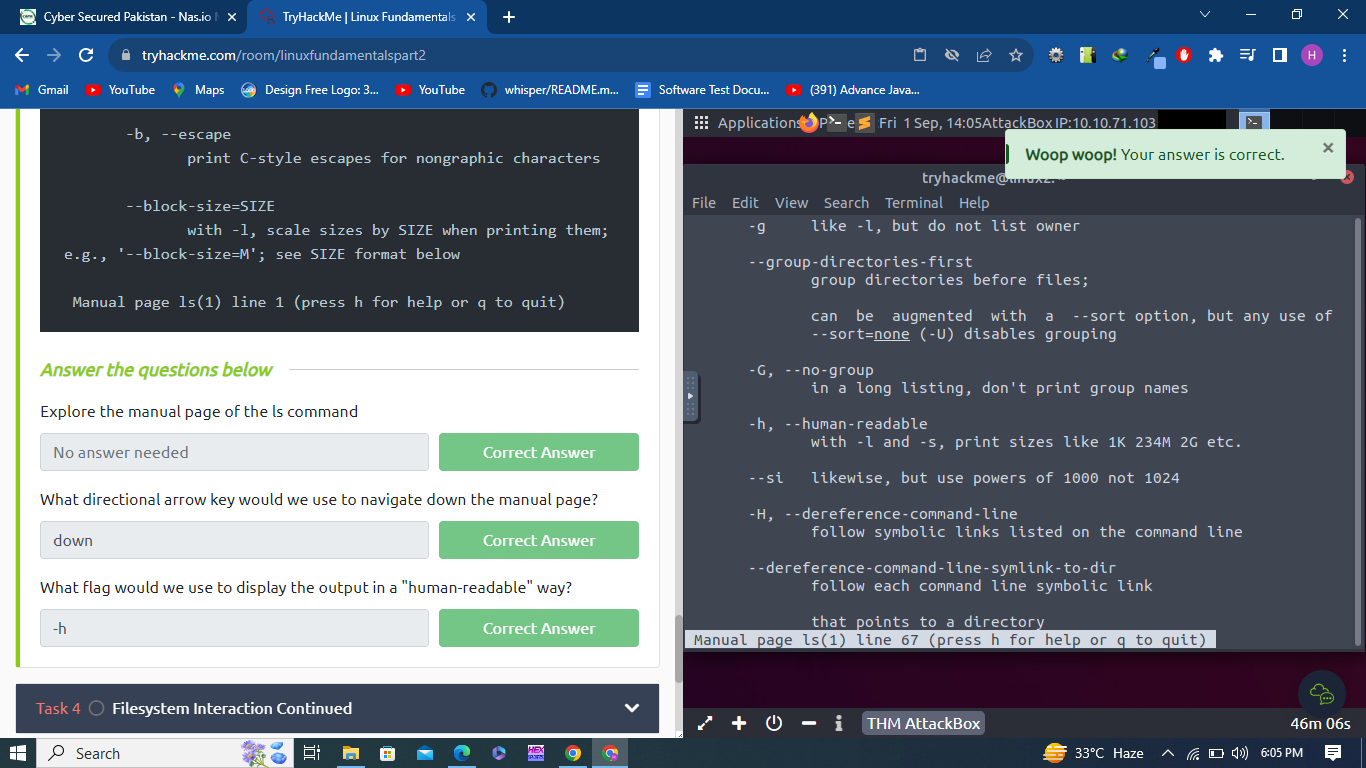 Cyber Secured Pakistan - Nas.io
TryHackMe | Linux Fundamentals
tryhackme.com/room/linuxfundamentalspart2
H
Gmail
YouTube
Maps
Design Free Logo: 3...
YouTube
whisper/README.m...
Software Test Docu...
(391) Advance Java...
-b, --escape
print C-style escapes for nongraphic characters
--block-size=SIZE
with -l, scale sizes by SIZE when printing them;
e.g., '--block-size=M'; see SIZE format below
Manual page ls(1) line 1 (press h for help or q to quit)
Answer the questions below
Explore the manual page of the ls command
No answer needed
Correct Answer
What directional arrow key would we use to navigate down the manual page?
down
Correct Answer
What flag would we use to display the output in a "human-readable" way?
-h
Correct Answer
Task 4
Filesystem Interaction Continued
Applications
Fri 1 Sep, 14:05
AttackBox IP:10.10.71.103
Woop woop! Your answer is correct.
File Edit View Search Terminal Help
-g like -l, but do not list owner
--group-directories-first
group directories before files;
can be augmented with a --sort option, but any use of
--sort=none (-U) disables grouping
-G, --no-group
in a long listing, don't print group names
-h, --human-readable
with -l and -s, print sizes like 1K 234M 2G etc.
--si likewise, but use powers of 1000 not 1024
-H, --dereference-command-line
follow symbolic links listed on the command line
--dereference-command-line-symlink-to-dir
follow each command line symbolic link
that points to a directory
Manual page ls(1) line 67 (press h for help or q to quit)
THM AttackBox
46m 06s
Search
33°C Haze
6:05 PM